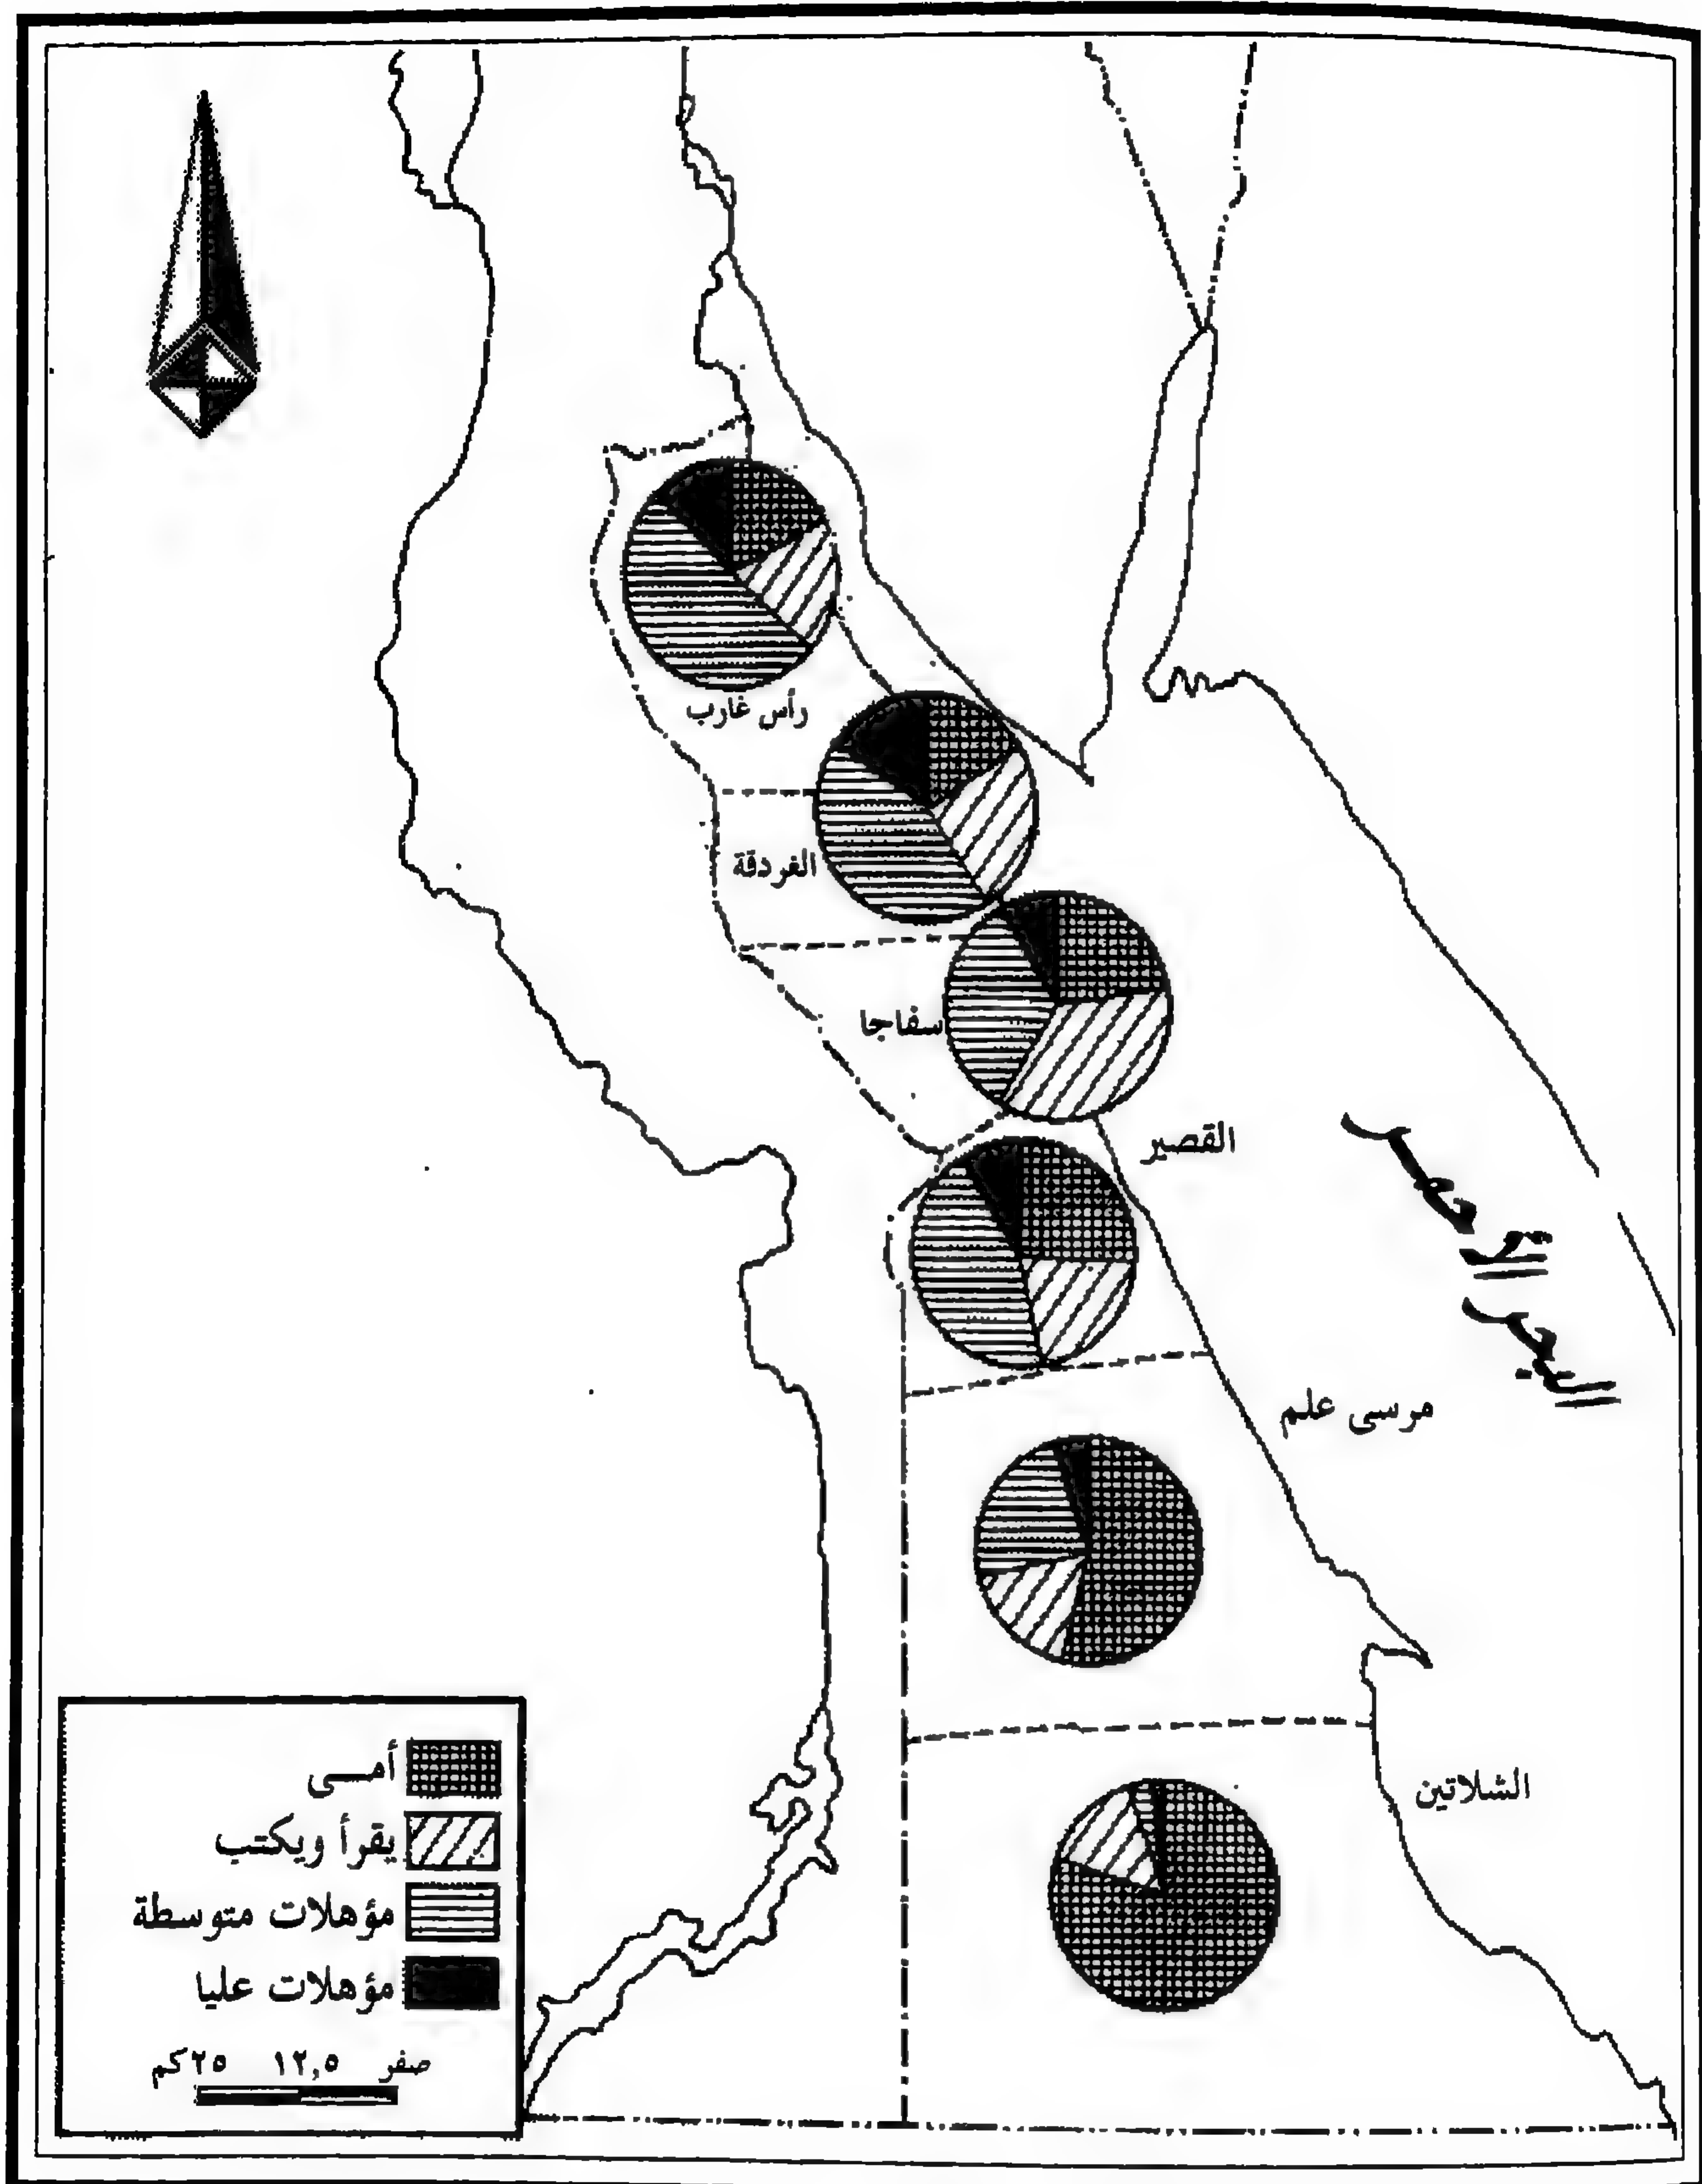 رأس غارب
الغردقة
سفاجا
القصير
البحر الأحمر
مرسى علم
الشلاتين
أمـــى
يقرأ ويكتب
مؤهلات متوسطة
مؤهلات عليا
صفر ١٢,٥ ٢٥كم